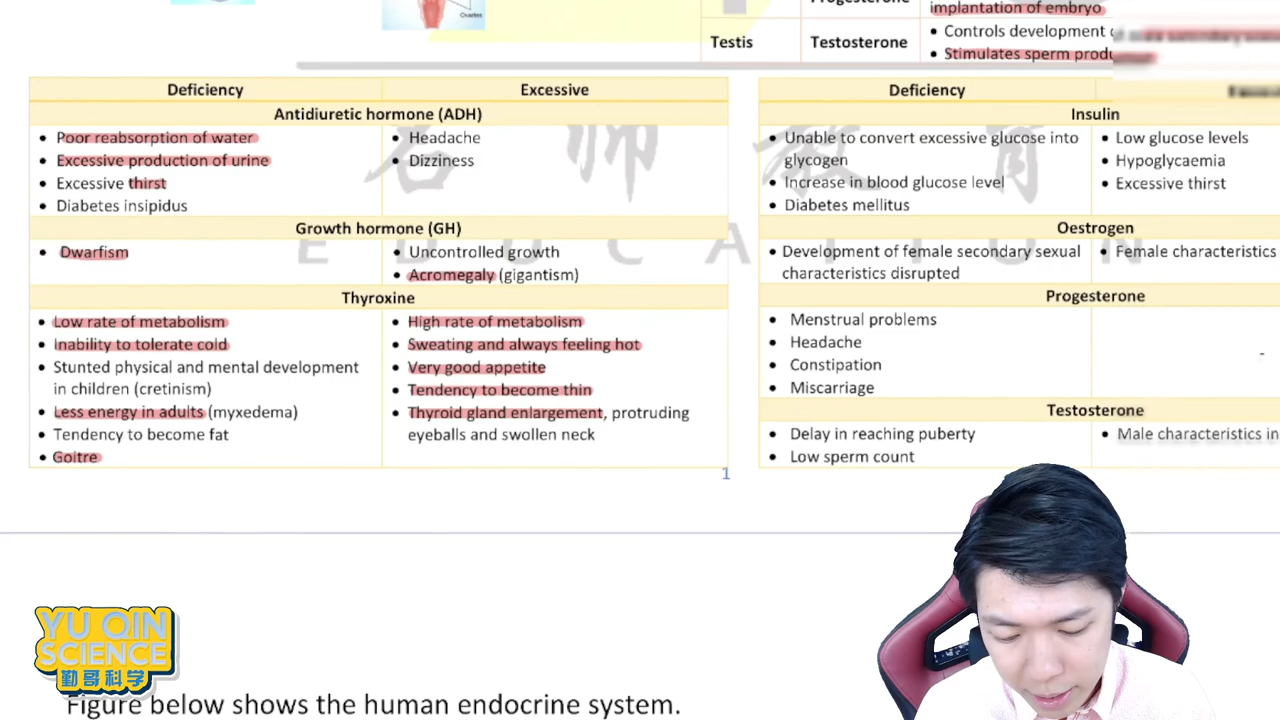 Ovaries
Progesterone
implantation of embryo
Testis
Testosterone
• Controls development
• Stimulates sperm
Deficiency
Excessive
Antidiuretic hormone (ADH)
• Poor reabsorption of water
• Excessive production of urine
• Excessive thirst
• Diabetes insipidus
• Headache
• Dizziness
Growth hormone (GH)
• Dwarfism
• Uncontrolled growth
• Acromegaly (gigantism)
Thyroxine
• Low rate of metabolism
• Inability to tolerate cold
• Stunted physical and mental development
in children (cretinism)
• Less energy in adults (myxedema)
• Tendency to become fat
• Goitre
• High rate of metabolism
• Sweating and always feeling hot
• Very good appetite
• Tendency to become thin
• Thyroid gland enlargement, protruding
eyeballs and swollen neck
1
Deficiency
Insulin
• Unable to convert excessive glucose into
glycogen
• Increase in blood glucose level
• Diabetes mellitus
• Low glucose levels
• Hypoglycaemia
• Excessive thirst
Oestrogen
• Development of female secondary sexual
characteristics disrupted
• Female characteristics
Progesterone
• Menstrual problems
• Headache
• Constipation
• Miscarriage
Testosterone
• Delay in reaching puberty
• Low sperm count
• Male characteristics in
名师教育
EDUCATION
YU QIN
SCIENCE
勤哥科学
Figure below shows the human endocrine system.